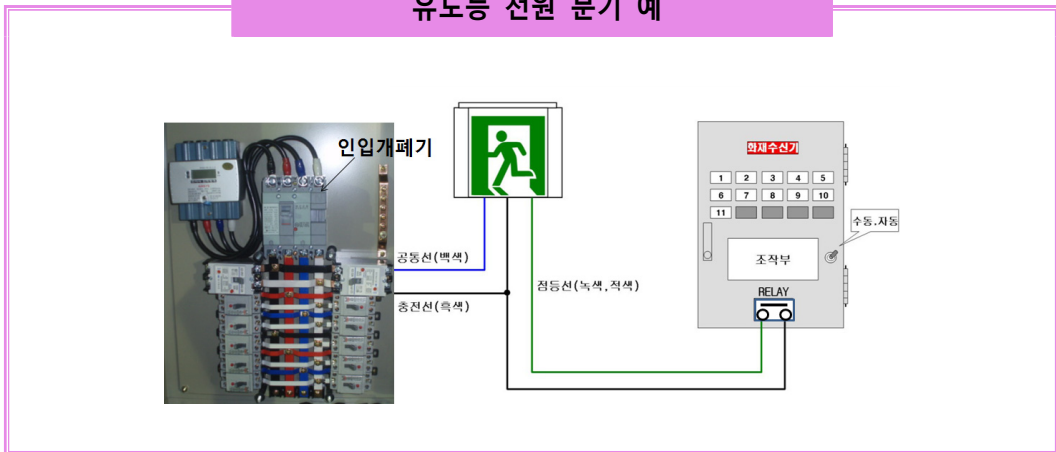 유도등 전원 분기 예
인입개폐기
공통선(백색)
충전선(흑색)
점등선(녹색,적색)
화재수신기
1 2 3 4 5
6 7 8 9 10
11
수동.자동
조작부
RELAY